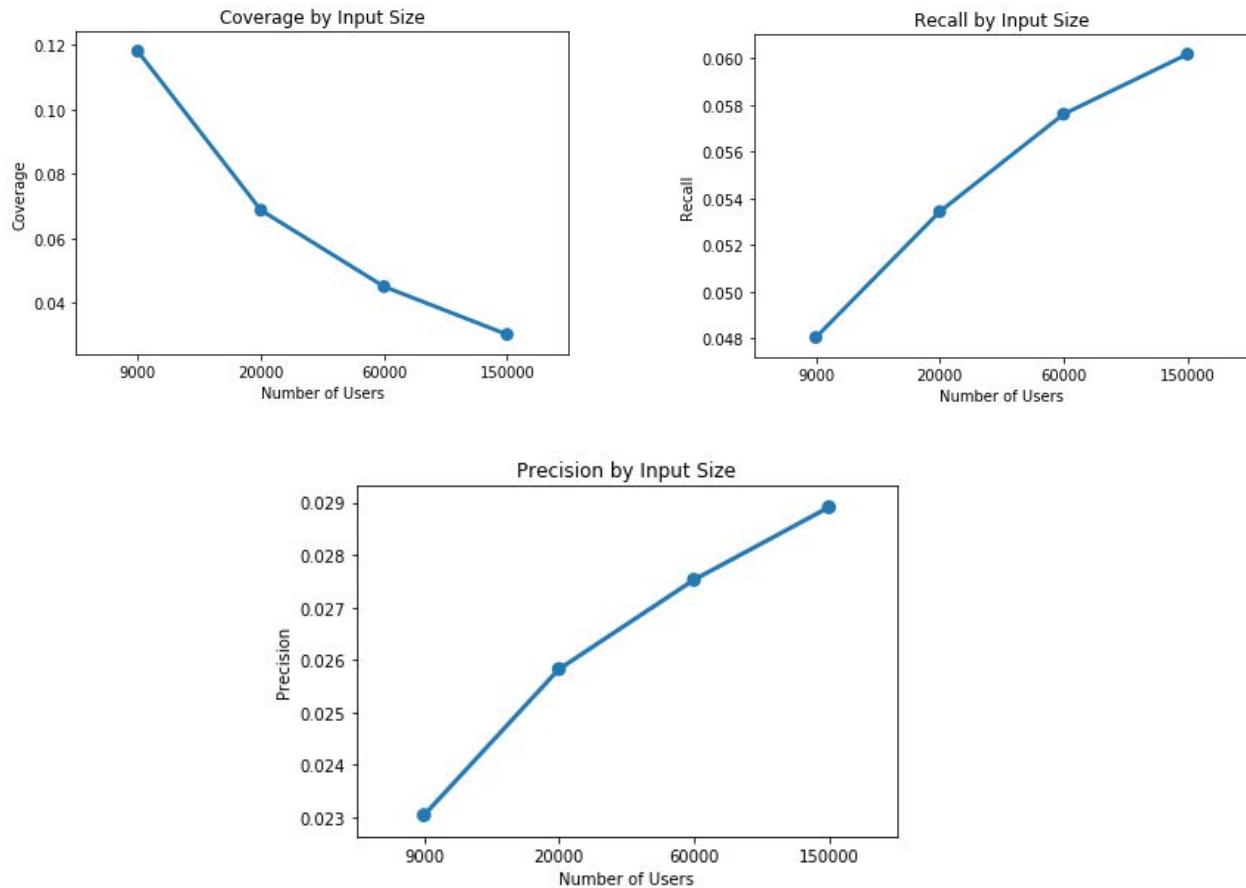 Coverage by Input Size
0.12
0.10
0.08
0.06
0.04
Coverage
9000 20000 60000 150000
Number of Users
Recall by Input Size
0.060
0.058
0.056
0.054
0.052
0.050
0.048
Recall
9000 20000 60000 150000
Number of Users
Precision by Input Size
0.029
0.028
0.027
0.026
0.025
0.024
0.023
Precision
9000 20000 60000 150000
Number of Users